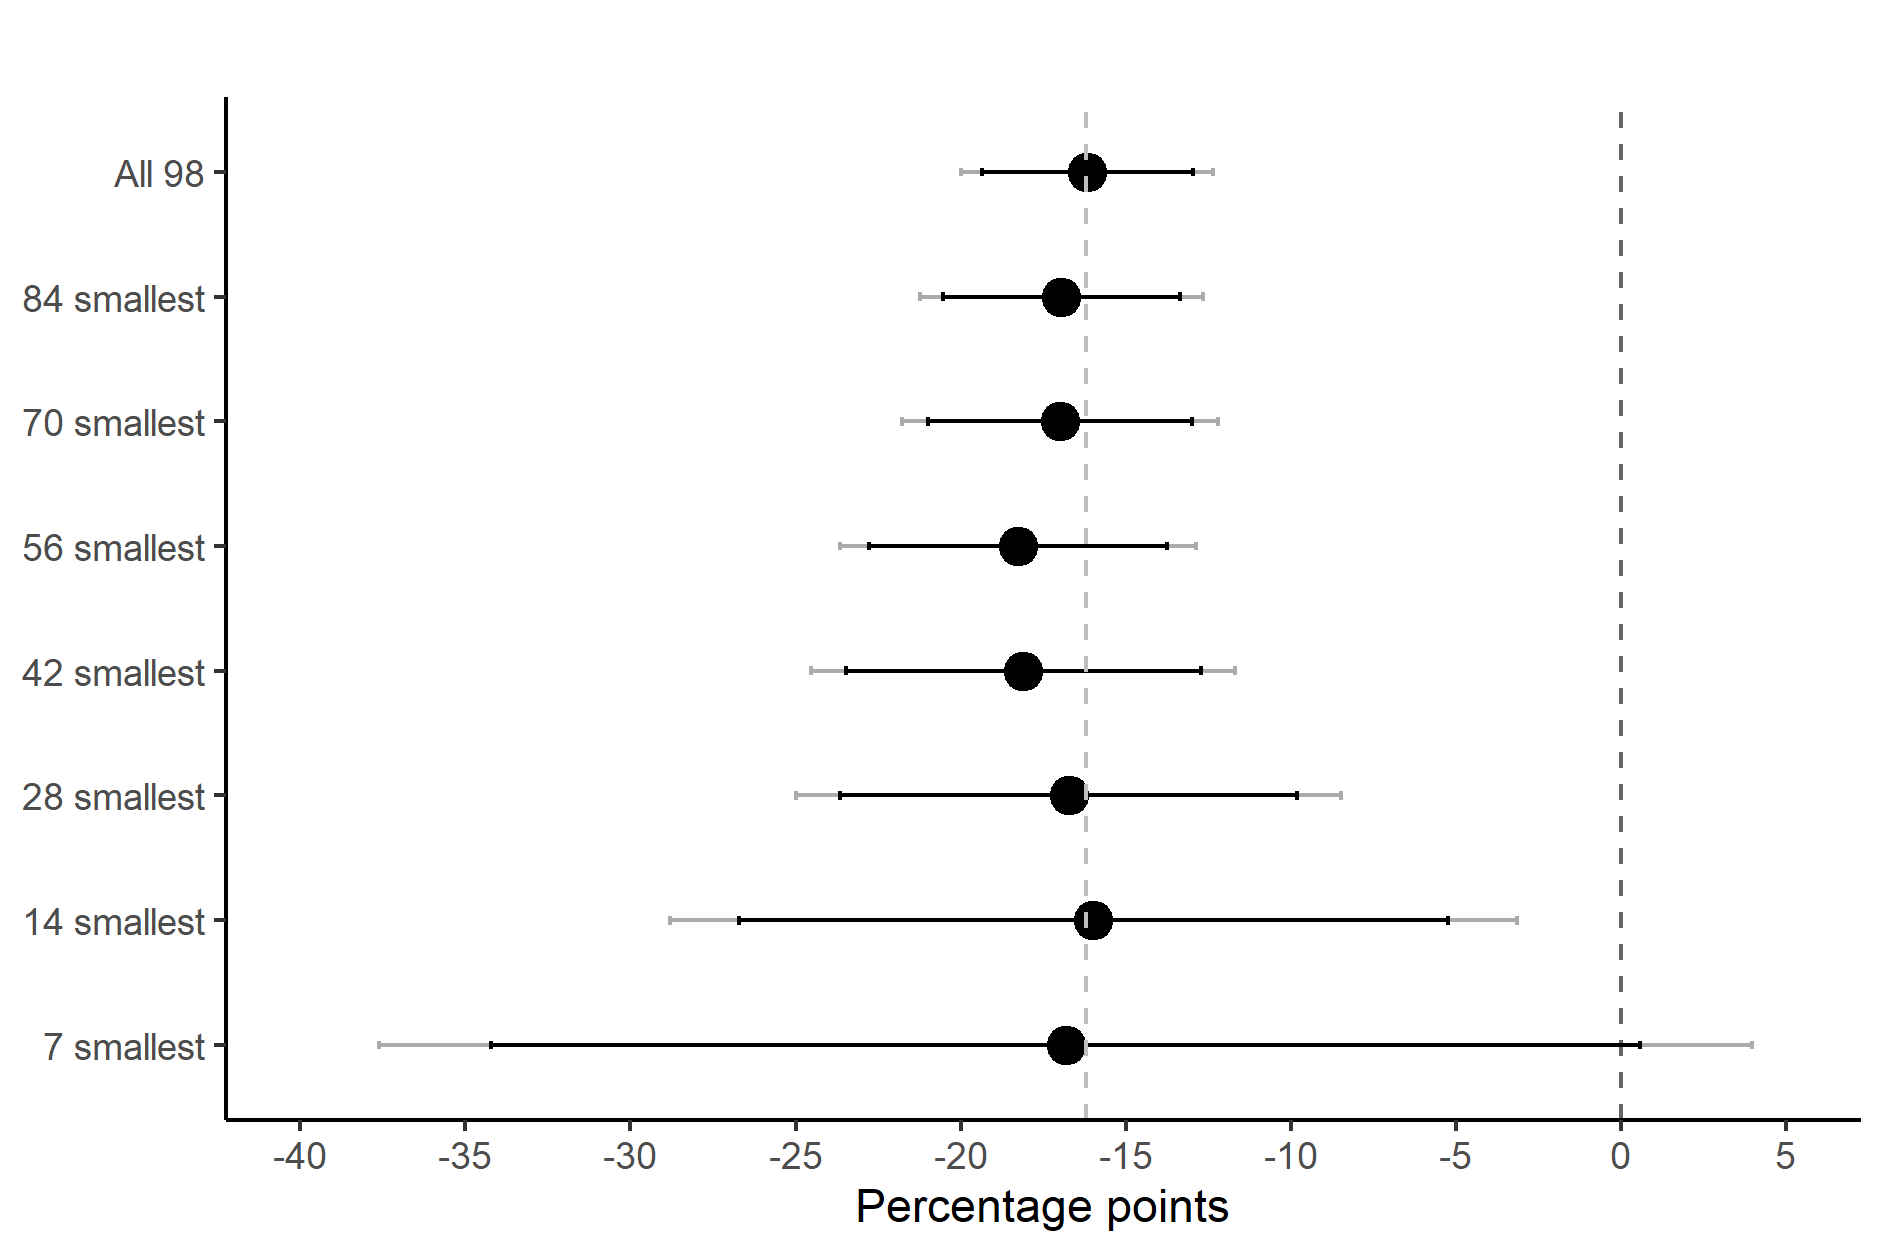 All 98
84 smallest
70 smallest
56 smallest
42 smallest
28 smallest
14 smallest
7 smallest
-40 -35 -30 -25 -20 -15 -10 -5 0 5
Percentage points